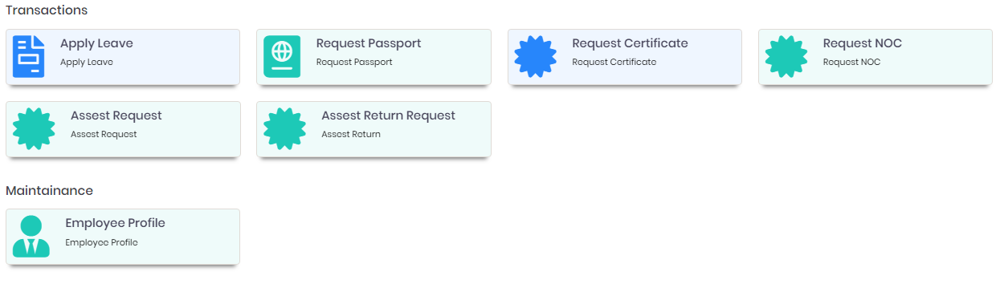 Transactions
Apply Leave
Apply Leave
Request Passport
Request Passport
Request Certificate
Request Certificate
Request NOC
Request NOC
Assest Request
Assest Request
Assest Return Request
Assest Return
Maintainance
Employee Profile
Employee Profile